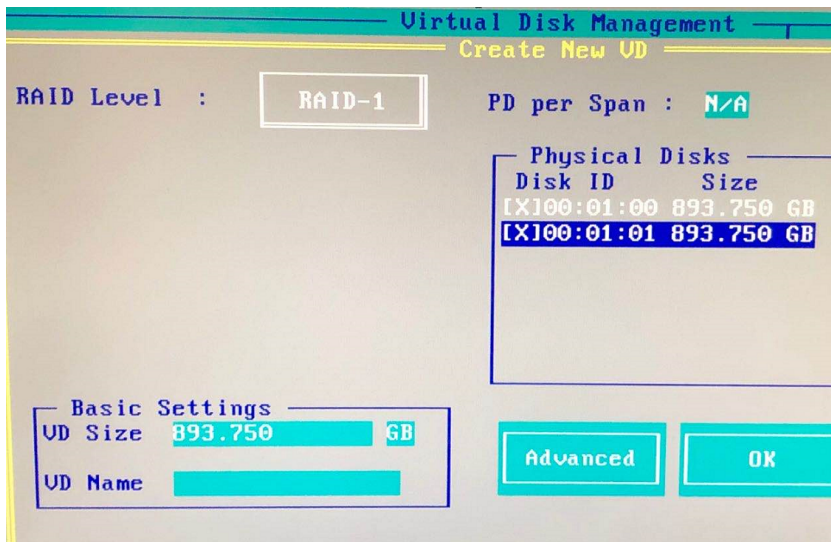 Virtual Disk Management
Create New VD
RAID Level : RAID-1 PD per Span : N/A
Physical Disks
Disk ID Size
[X]00:01:00 893.750 GB
[X]00:01:01 893.750 GB
Basic Settings
VD Size 893.750 GB
VD Name
Advanced OK